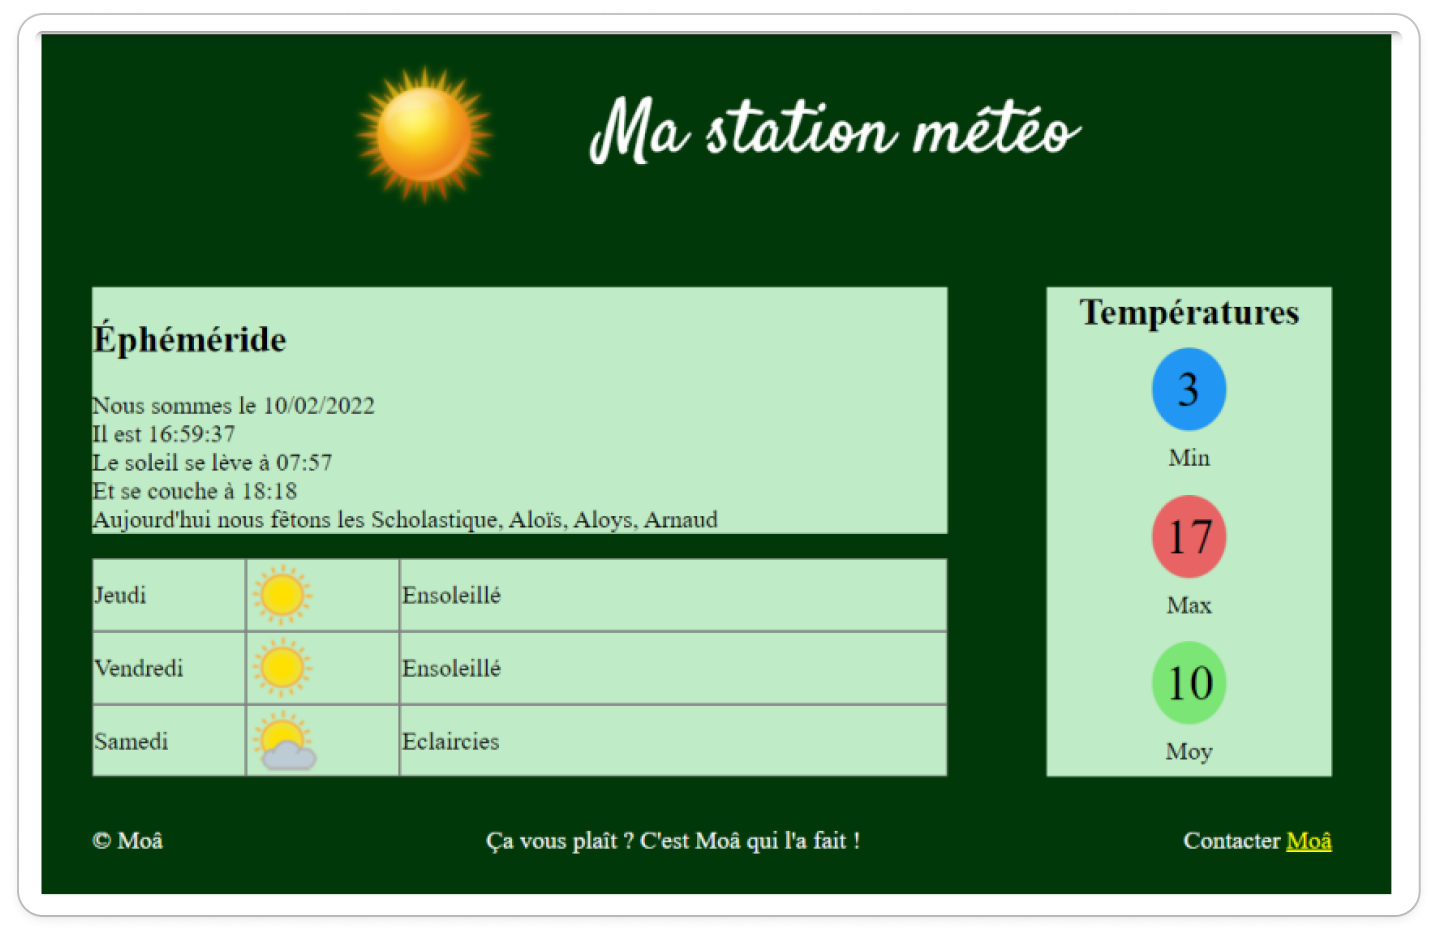 Ma station météo
Éphéméride
Nous sommes le 10/02/2022
Il est 16:59:37
Le soleil se lève à 07:57
Et se couche à 18:18
Aujourd'hui nous fêtons les Scholastique, Aloïs, Aloys, Arnaud
Jeudi Ensoleillé
Vendredi Ensoleillé
Samedi Eclaircies
Températures
3
Min
17
Max
10
Moy
© Moâ
Ça vous plaît ? C'est Moâ qui l'a fait !
Contacter Moâ